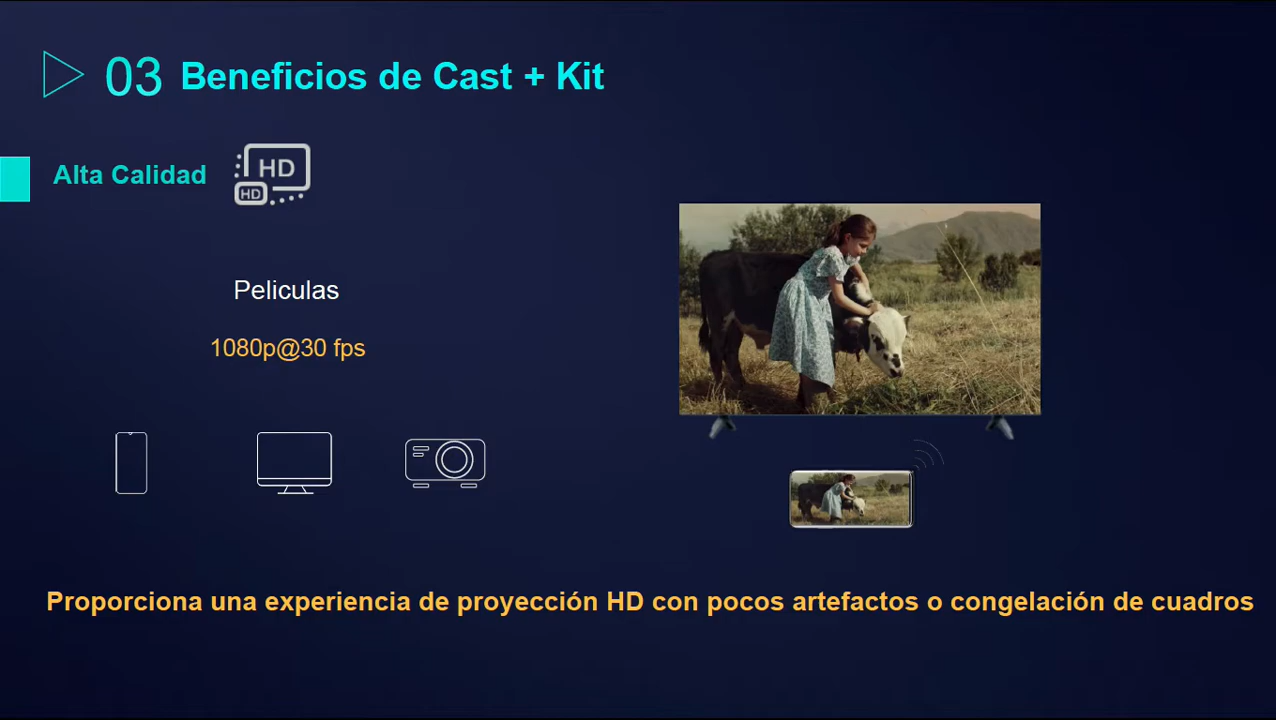 03 Beneficios de Cast + Kit
Alta Calidad
HD
HD
Peliculas
1080p@30 fps
Proporciona una experiencia de proyección HD con pocos artefactos o congelación de cuadros